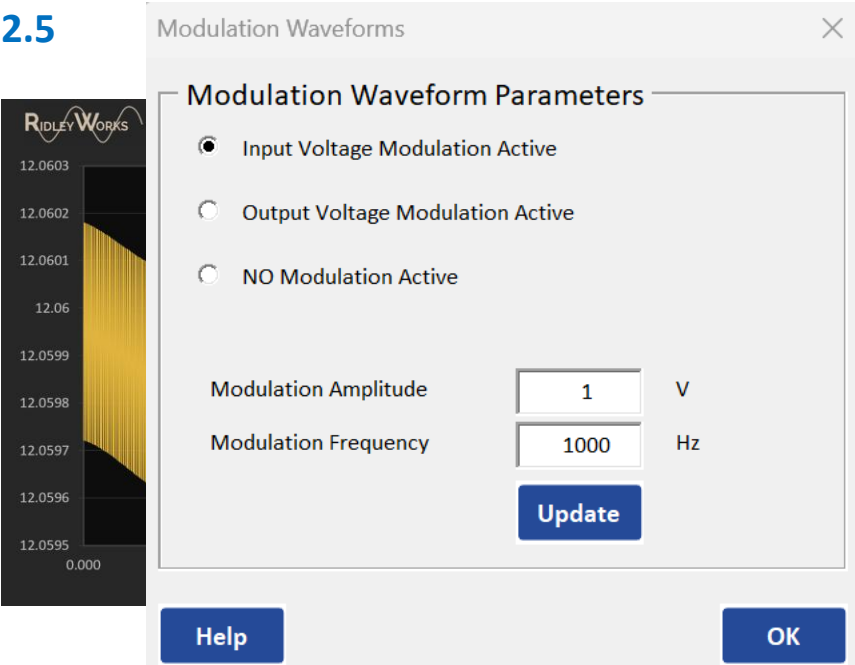 2.5
Modulation Waveforms
Modulation Waveform Parameters
RIDLEYWORKS
Input Voltage Modulation Active
Output Voltage Modulation Active
NO Modulation Active
12.0603
12.0602
12.0601
12.06
12.0599
12.0598
12.0597
12.0596
12.0595
0.000
Modulation Amplitude 1 V
Modulation Frequency 1000 Hz
Update
Help
OK